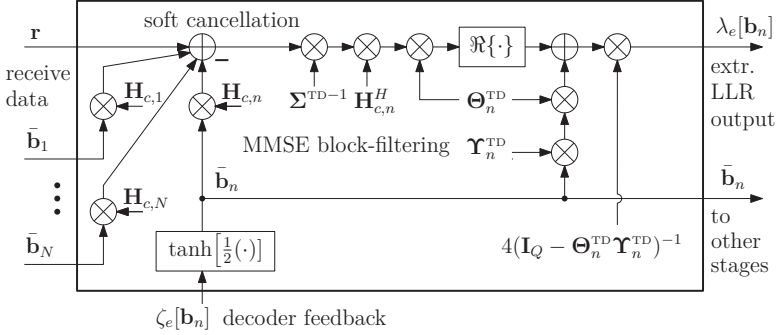 soft cancellation
r
receive
data
H_{c,1}
b̄_1
H_{c,N}
b̄_N
−
H_{c,n}
Σ^{TD−1} H^H_{c,n}
ℜ{·}
Θ^{TD}_n
MMSE block-filtering Υ^{TD}_n
b̄_n
tanh[½(·)]
4(I_Q − Θ^{TD}_n Υ^{TD}_n)^{−1}
ζ_e[b_n] decoder feedback
λ_e[b_n]
extr.
LLR
output
b̄_n
to
other
stages